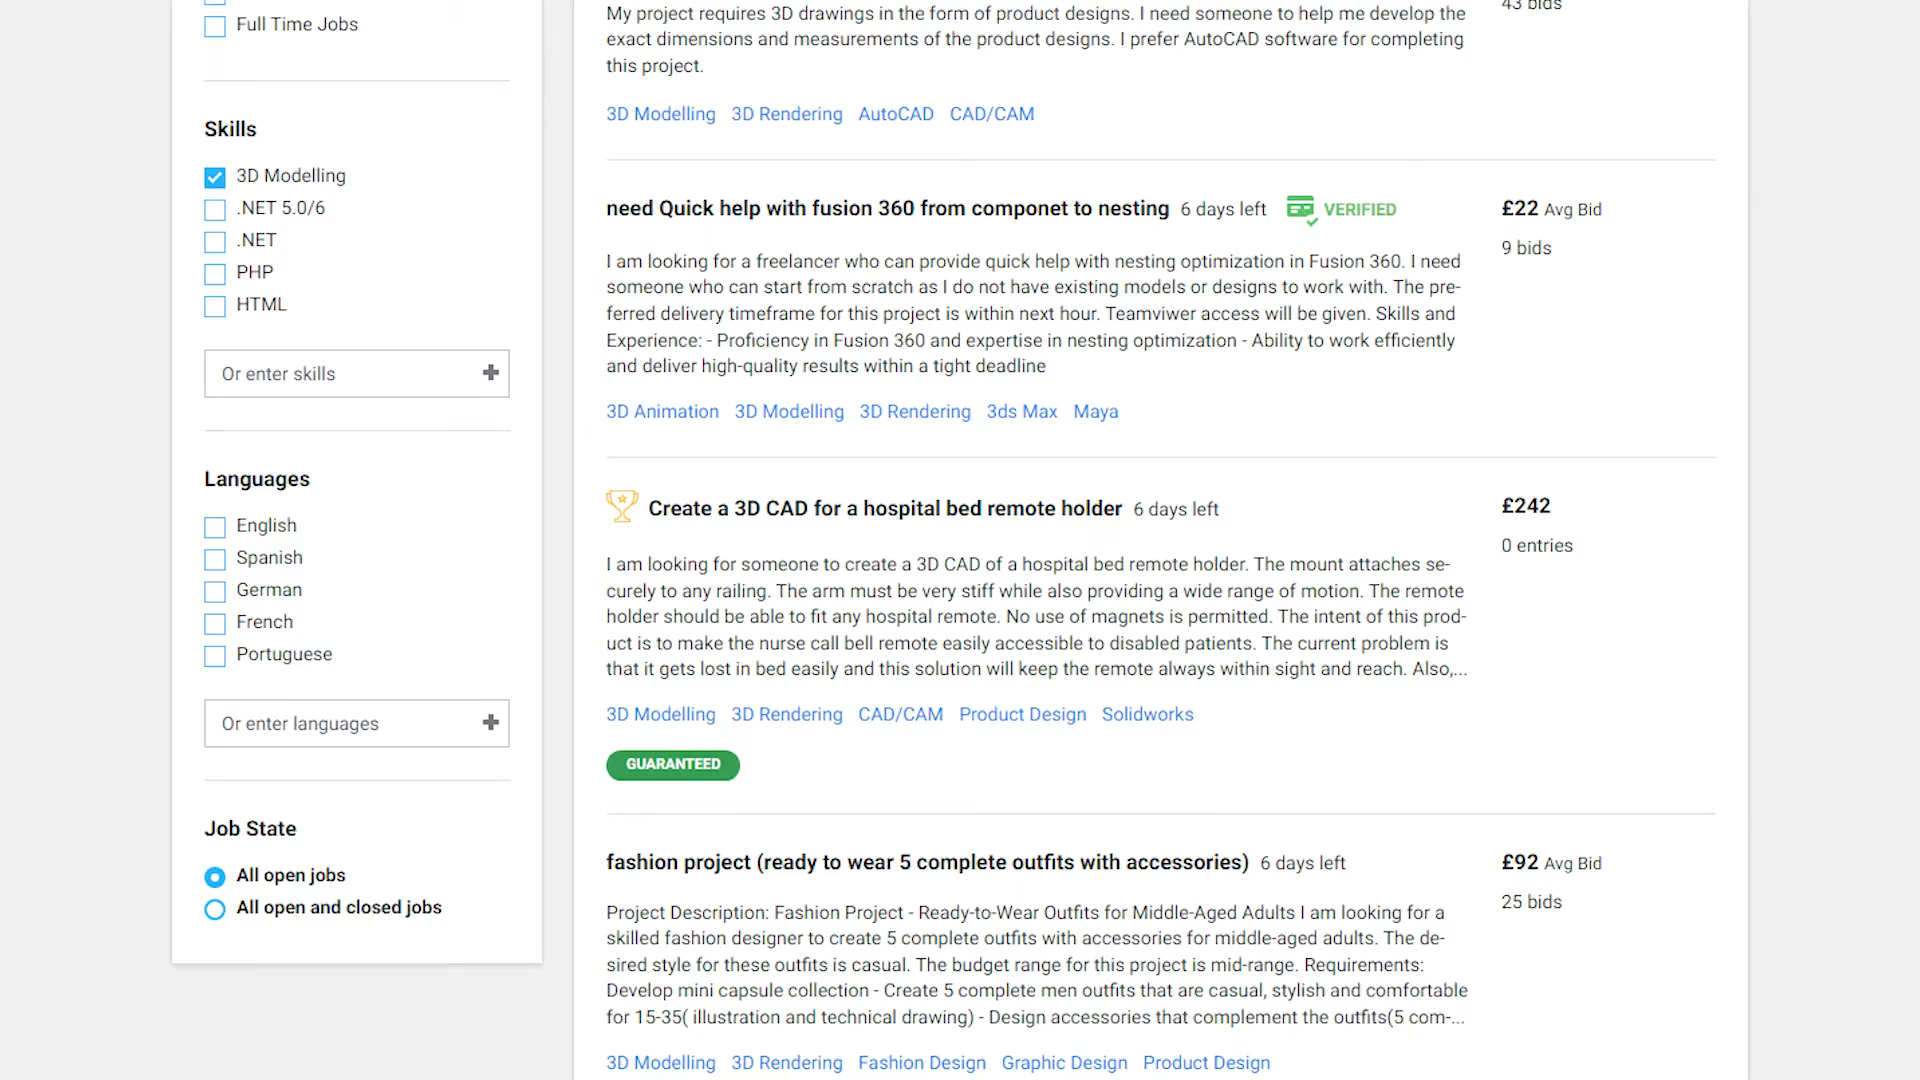 Full Time Jobs
Skills
3D Modelling
.NET 5.0/6
.NET
PHP
HTML
Or enter skills
Languages
English
Spanish
German
French
Portuguese
Or enter languages
Job State
All open jobs
All open and closed jobs
My project requires 3D drawings in the form of product designs. I need someone to help me develop the
exact dimensions and measurements of the product designs. I prefer AutoCAD software for completing
this project.
3D Modelling 3D Rendering AutoCAD CAD/CAM
43 bids
need Quick help with fusion 360 from componet to nesting 6 days left VERIFIED
£22 Avg Bid
9 bids
I am looking for a freelancer who can provide quick help with nesting optimization in Fusion 360. I need
someone who can start from scratch as I do not have existing models or designs to work with. The pre-
ferred delivery timeframe for this project is within next hour. Teamviwer access will be given. Skills and
Experience: - Proficiency in Fusion 360 and expertise in nesting optimization - Ability to work efficiently
and deliver high-quality results within a tight deadline
3D Animation 3D Modelling 3D Rendering 3ds Max Maya
Create a 3D CAD for a hospital bed remote holder 6 days left
£242
0 entries
I am looking for someone to create a 3D CAD of a hospital bed remote holder. The mount attaches se-
curely to any railing. The arm must be very stiff while also providing a wide range of motion. The remote
holder should be able to fit any hospital remote. No use of magnets is permitted. The intent of this prod-
uct is to make the nurse call bell remote easily accessible to disabled patients. The current problem is
that it gets lost in bed easily and this solution will keep the remote always within sight and reach. Also,...
3D Modelling 3D Rendering CAD/CAM Product Design Solidworks
GUARANTEED
fashion project (ready to wear 5 complete outfits with accessories) 6 days left
£92 Avg Bid
25 bids
Project Description: Fashion Project - Ready-to-Wear Outfits for Middle-Aged Adults I am looking for a
skilled fashion designer to create 5 complete outfits with accessories for middle-aged adults. The de-
sired style for these outfits is casual. The budget range for this project is mid-range. Requirements:
Develop mini capsule collection - Create 5 complete men outfits that are casual, stylish and comfortable
for 15-35( illustration and technical drawing) - Design accessories that complement the outfits(5 com-...
3D Modelling 3D Rendering Fashion Design Graphic Design Product Design